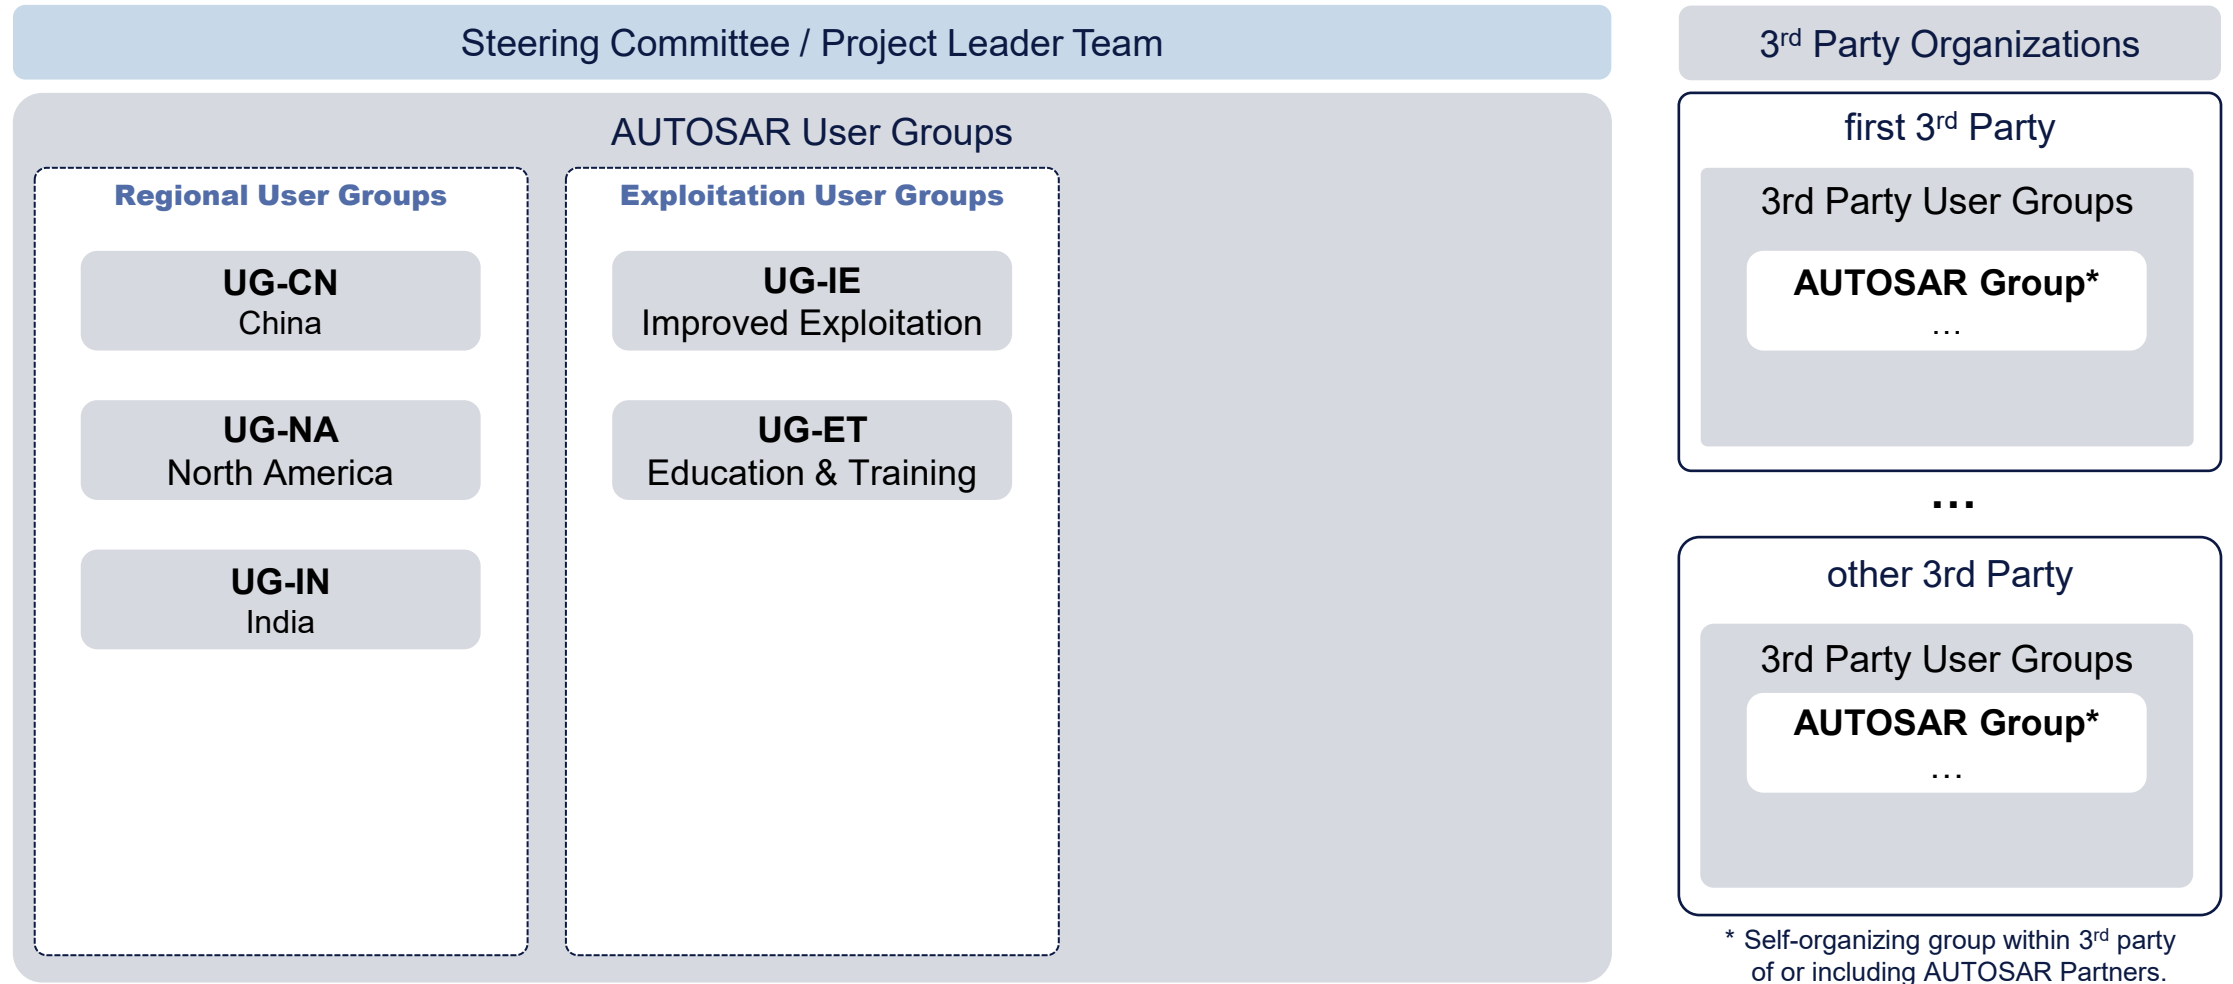 Steering Committee / Project Leader Team
AUTOSAR User Groups
Regional User Groups
UG-CN
China
UG-NA
North America
UG-IN
India
Exploitation User Groups
UG-IE
Improved Exploitation
UG-ET
Education & Training
3rd Party Organizations
first 3rd Party
3rd Party User Groups
AUTOSAR Group*
...
...
other 3rd Party
3rd Party User Groups
AUTOSAR Group*
...
* Self-organizing group within 3rd party
of or including AUTOSAR Partners.